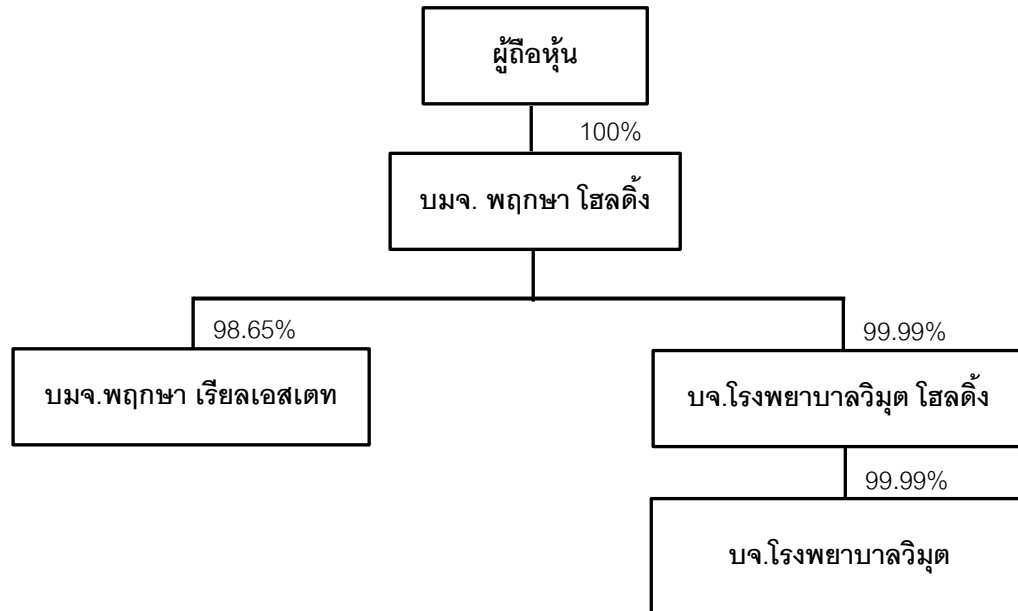 ผู้ถือหุ้น
100%
บมจ. พฤกษา โฮลดิ้ง
98.65%
99.99%
บมจ.พฤกษา เรียลเอสเตท
บจ.โรงพยาบาลวิมุต โฮลดิ้ง
99.99%
บจ.โรงพยาบาลวิมุต